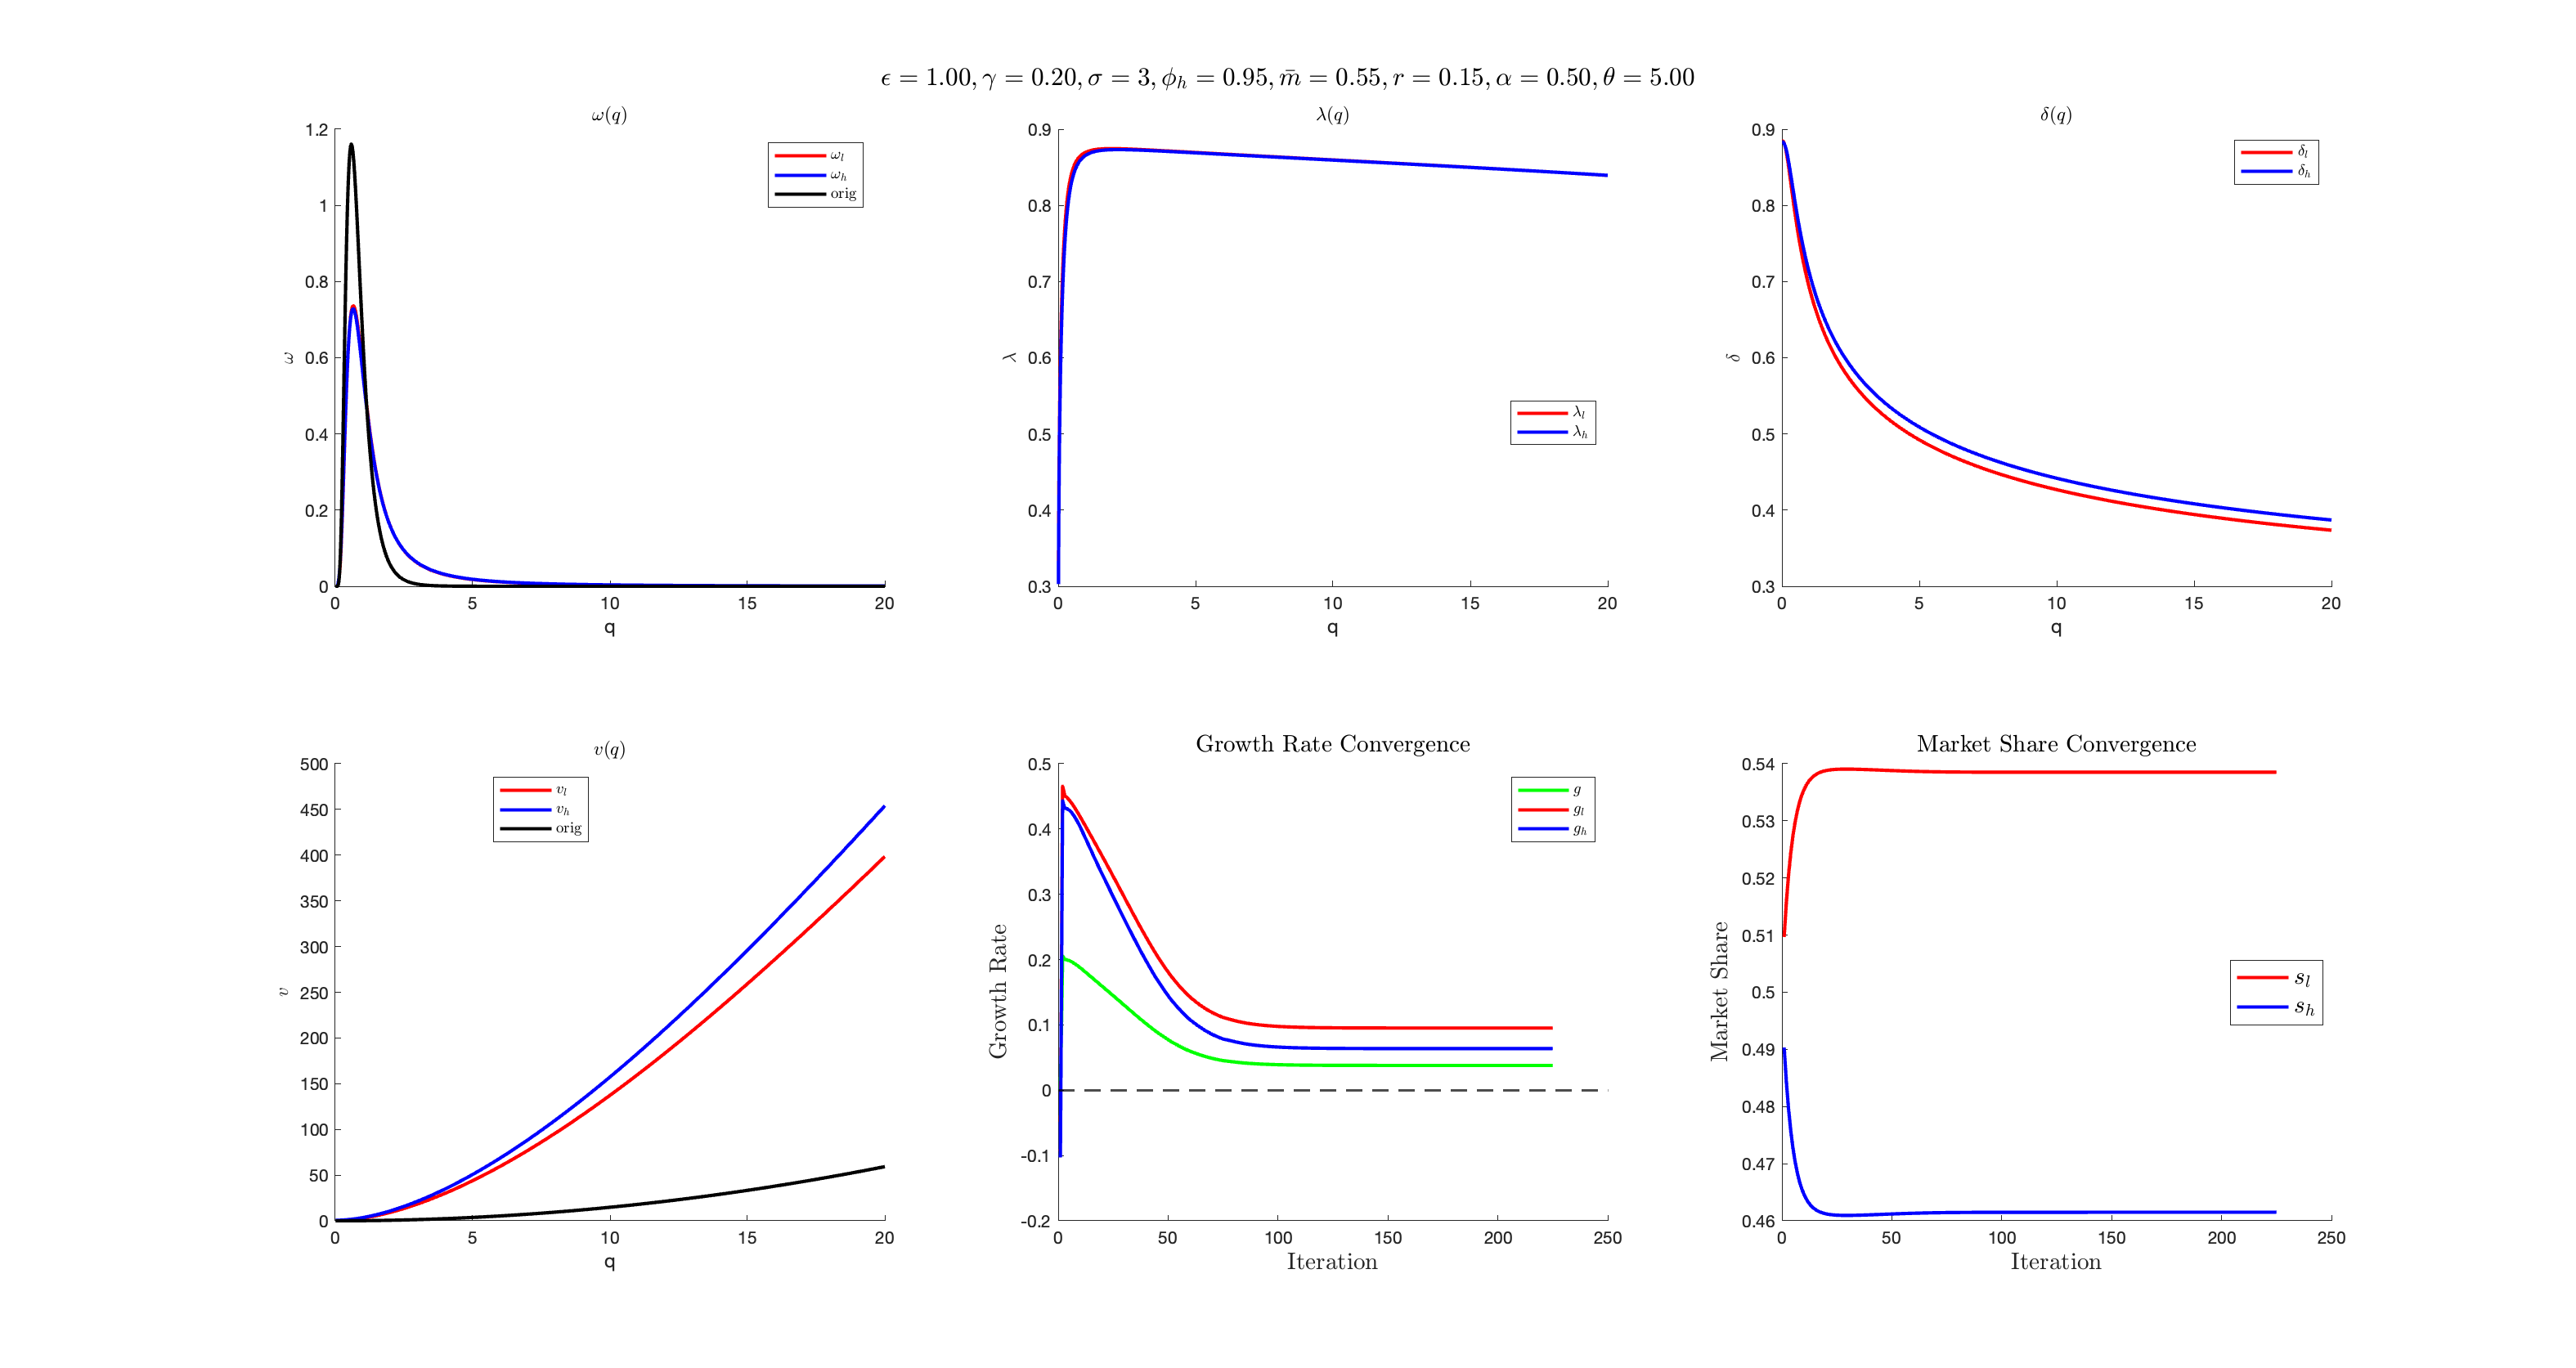 ϵ = 1.00, γ = 0.20, σ = 3, ϕ_h = 0.95, m̄ = 0.55, r = 0.15, α = 0.50, θ = 5.00
ω(q)
1.2
1
0.8
0.6
0.4
0.2
0
ω
0 5 10 15 20
q
ω_l
ω_h
orig
λ(q)
0.9
0.8
0.7
0.6
0.5
0.4
0.3
λ
0 5 10 15 20
q
λ_l
λ_h
δ(q)
0.9
0.8
0.7
0.6
0.5
0.4
0.3
δ
0 5 10 15 20
q
δ_l
δ_h
v(q)
500
450
400
350
300
250
200
150
100
50
0
v
0 5 10 15 20
q
v_l
v_h
orig
Growth Rate Convergence
0.5
0.4
0.3
0.2
0.1
0
-0.1
-0.2
Growth Rate
0 50 100 150 200 250
Iteration
g
g_l
g_h
Market Share Convergence
0.54
0.53
0.52
0.51
0.5
0.49
0.48
0.47
0.46
Market Share
0 50 100 150 200 250
Iteration
s_l
s_h